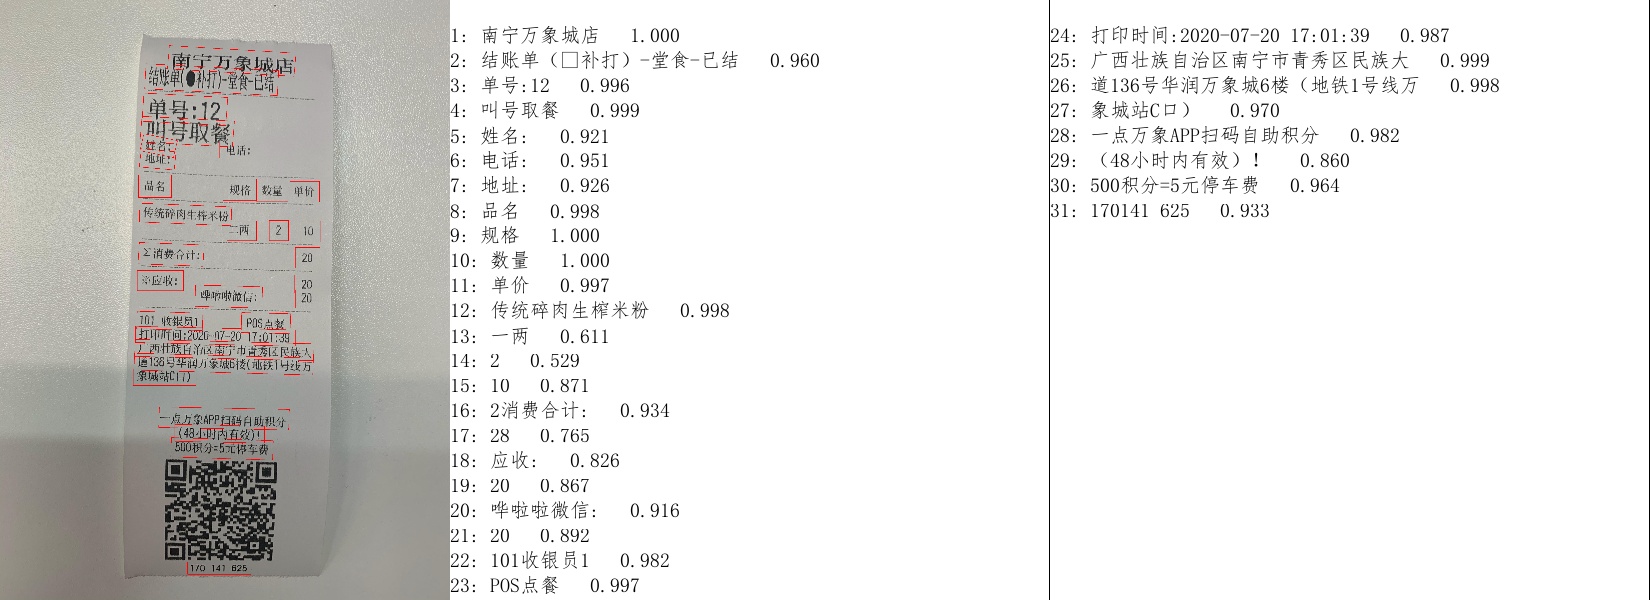 南宁万象城店
结账单(●补打)-堂食-已结
单号:12
叫号取餐
姓名: 电话:
地址:
品名 规格 数量 单价
传统碎肉生榨米粉
二两 2 10
Σ消费合计: 20
※应收: 20
哗啦啦微信: 20
101 收银员1 POS点餐
打印时间:2020-07-20 17:01:39
广西壮族自治区南宁市青秀区民族大
道136号华润万象城6楼(地铁1号线万
象城站C口)
一点万象APP扫码自助积分
(48小时内有效)!
500积分=5元停车费
170 141 625
1: 南宁万象城店 1.000
2: 结账单（□补打）-堂食-已结 0.960
3: 单号:12 0.996
4: 叫号取餐 0.999
5: 姓名: 0.921
6: 电话: 0.951
7: 地址: 0.926
8: 品名 0.998
9: 规格 1.000
10: 数量 1.000
11: 单价 0.997
12: 传统碎肉生榨米粉 0.998
13: 一两 0.611
14: 2 0.529
15: 10 0.871
16: 2消费合计: 0.934
17: 28 0.765
18: 应收: 0.826
19: 20 0.867
20: 哗啦啦微信: 0.916
21: 20 0.892
22: 101收银员1 0.982
23: POS点餐 0.997
24: 打印时间:2020-07-20 17:01:39 0.987
25: 广西壮族自治区南宁市青秀区民族大 0.999
26: 道136号华润万象城6楼（地铁1号线万 0.998
27: 象城站C口） 0.970
28: 一点万象APP扫码自助积分 0.982
29: （48小时内有效）！ 0.860
30: 500积分=5元停车费 0.964
31: 170141 625 0.933